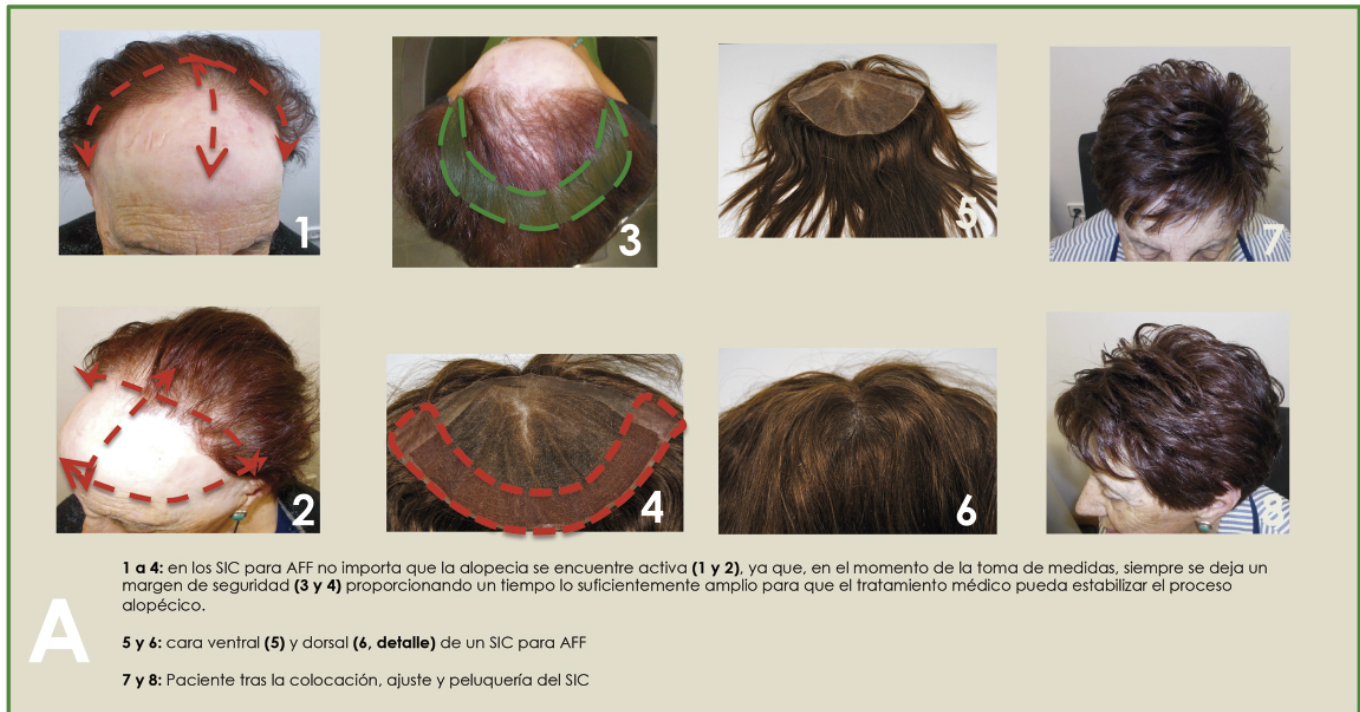 1
3
5
7
2
4
6
8
1 a 4: en los SIC para AFF no importa que la alopecia se encuentre activa (1 y 2), ya que, en el momento de la toma de medidas, siempre se deja un
margen de seguridad (3 y 4) proporcionando un tiempo lo suficientemente amplio para que el tratamiento médico pueda estabilizar el proceso
alopécico.
A
5 y 6: cara ventral (5) y dorsal (6, detalle) de un SIC para AFF
7 y 8: Paciente tras la colocación, ajuste y peluquería del SIC